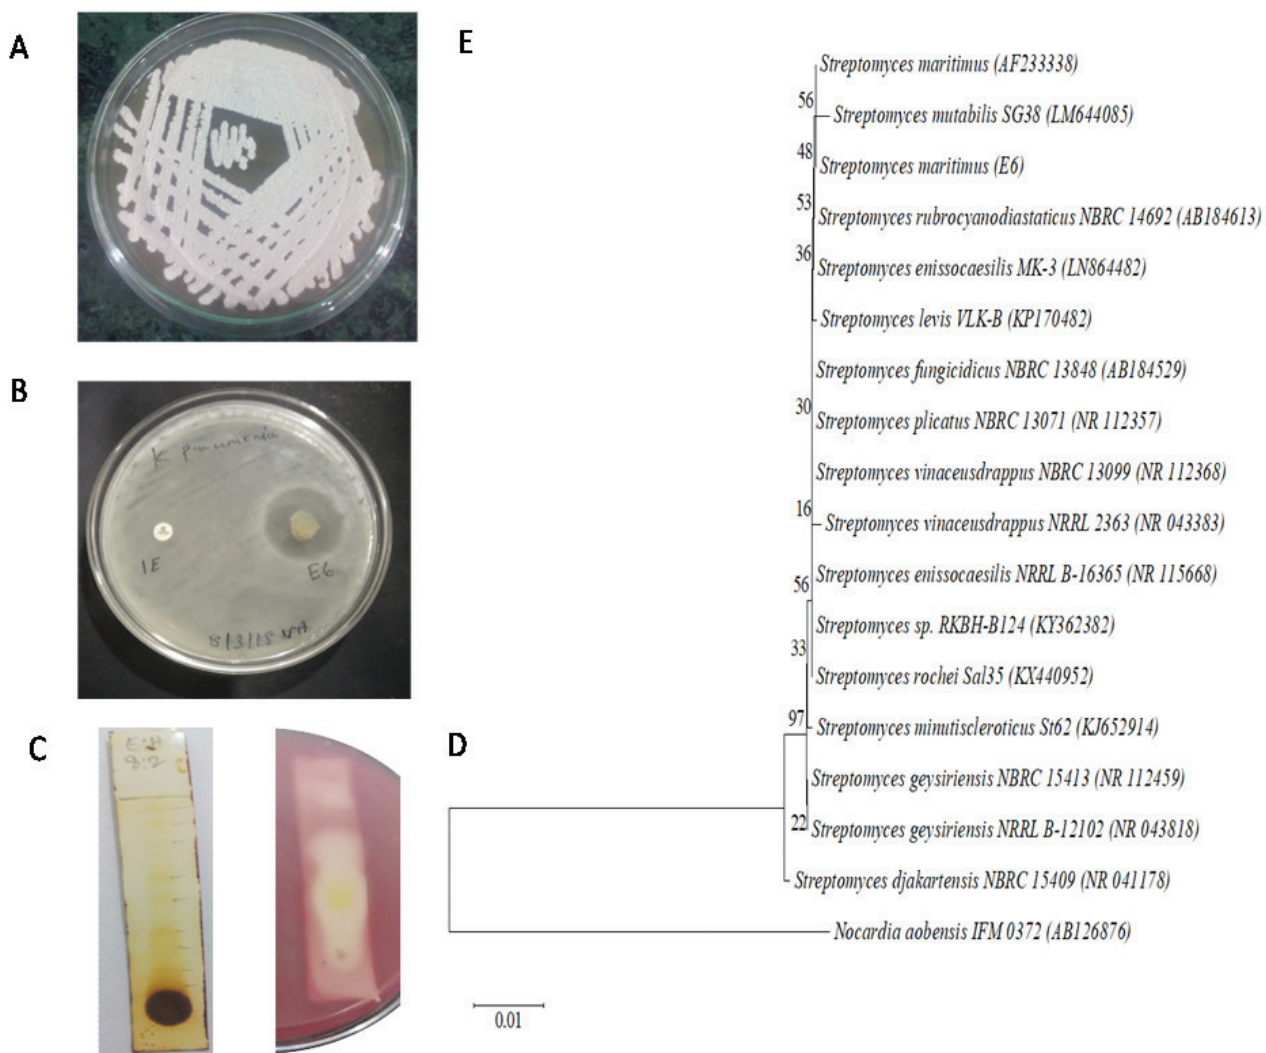 A
E
Streptomyces maritimus (AF233338)
56
Streptomyces mutabilis SG38 (LM644085)
48
Streptomyces maritimus (E6)
53
Streptomyces rubrocyanodiastaticus NBRC 14692 (AB184613)
36
Streptomyces enissocaesilis MK-3 (LN864482)
Streptomyces levis VLK-B (KP170482)
Streptomyces fungicidicus NBRC 13848 (AB184529)
30
Streptomyces plicatus NBRC 13071 (NR 112357)
Streptomyces vinaceusdrappus NBRC 13099 (NR 112368)
16
Streptomyces vinaceusdrappus NRRL 2363 (NR 043383)
Streptomyces enissocaesilis NRRL B-16365 (NR 115668)
56
Streptomyces sp. RKBH-B124 (KY362382)
33
Streptomyces rochei Sal35 (KX440952)
97
Streptomyces minutiscleroticus St62 (KJ652914)
Streptomyces geysiriensis NBRC 15413 (NR 112459)
22
Streptomyces geysiriensis NRRL B-12102 (NR 043818)
Streptomyces djakartensis NBRC 15409 (NR 041178)
Nocardia aobensis IFM 0372 (AB126876)
0.01
B
K.
1E
E6
8/3/18 NA
C
8:2
D